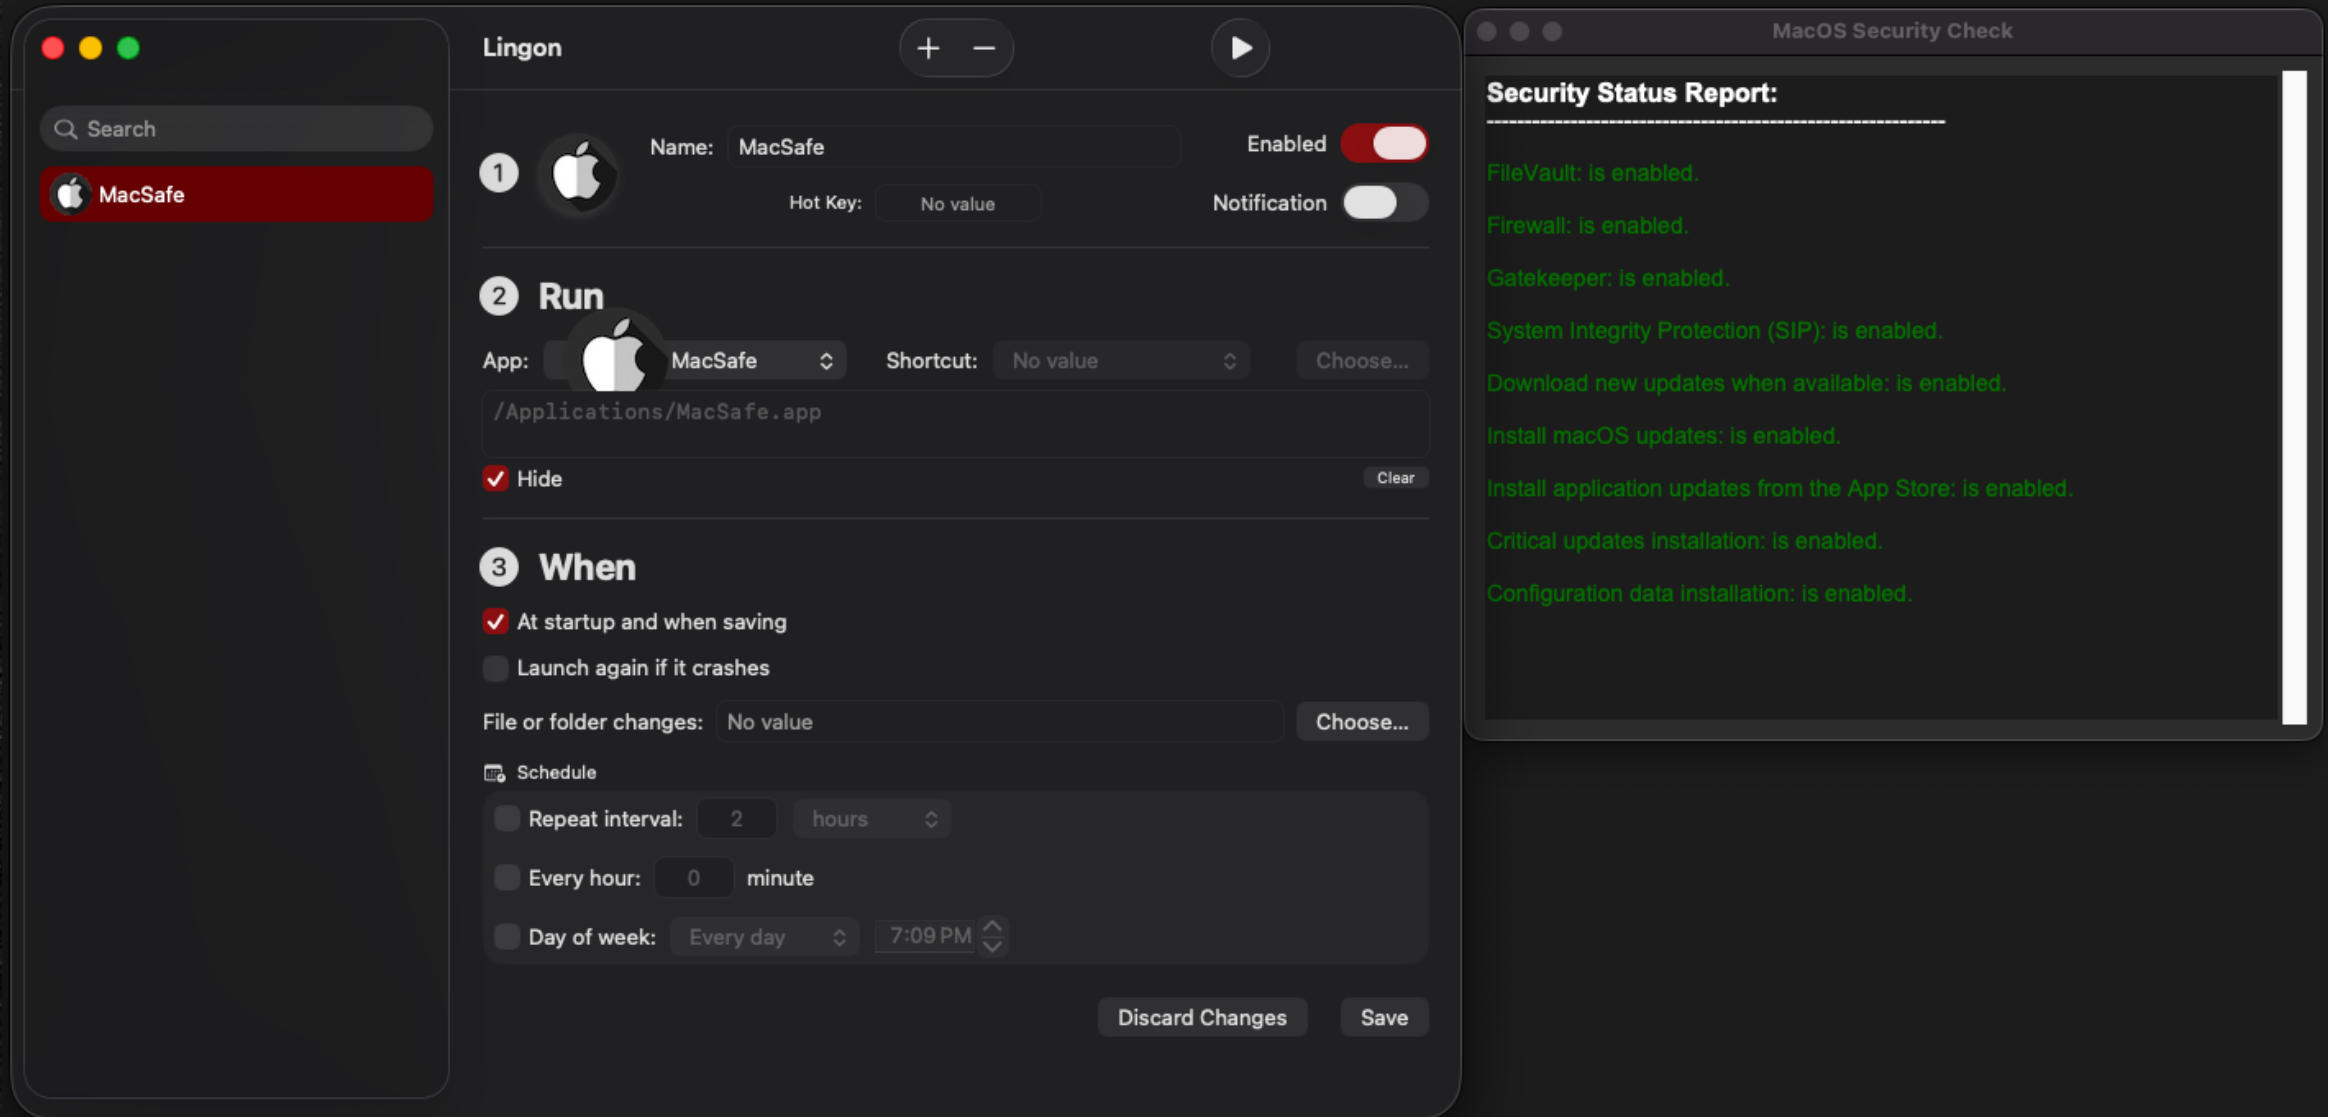 Lingon
Search
MacSafe
1
Name: MacSafe
Enabled
Hot Key: No value
Notification
2 Run
App: MacSafe
Shortcut: No value
Choose...
/Applications/MacSafe.app
Hide
Clear
3 When
At startup and when saving
Launch again if it crashes
File or folder changes: No value
Choose...
Schedule
Repeat interval: 2 hours
Every hour: 0 minute
Day of week: Every day 7:09 PM
Discard Changes
Save
MacOS Security Check
Security Status Report:
------------------------------------------------------------
FileVault: is enabled.
Firewall: is enabled.
Gatekeeper: is enabled.
System Integrity Protection (SIP): is enabled.
Download new updates when available: is enabled.
Install macOS updates: is enabled.
Install application updates from the App Store: is enabled.
Critical updates installation: is enabled.
Configuration data installation: is enabled.